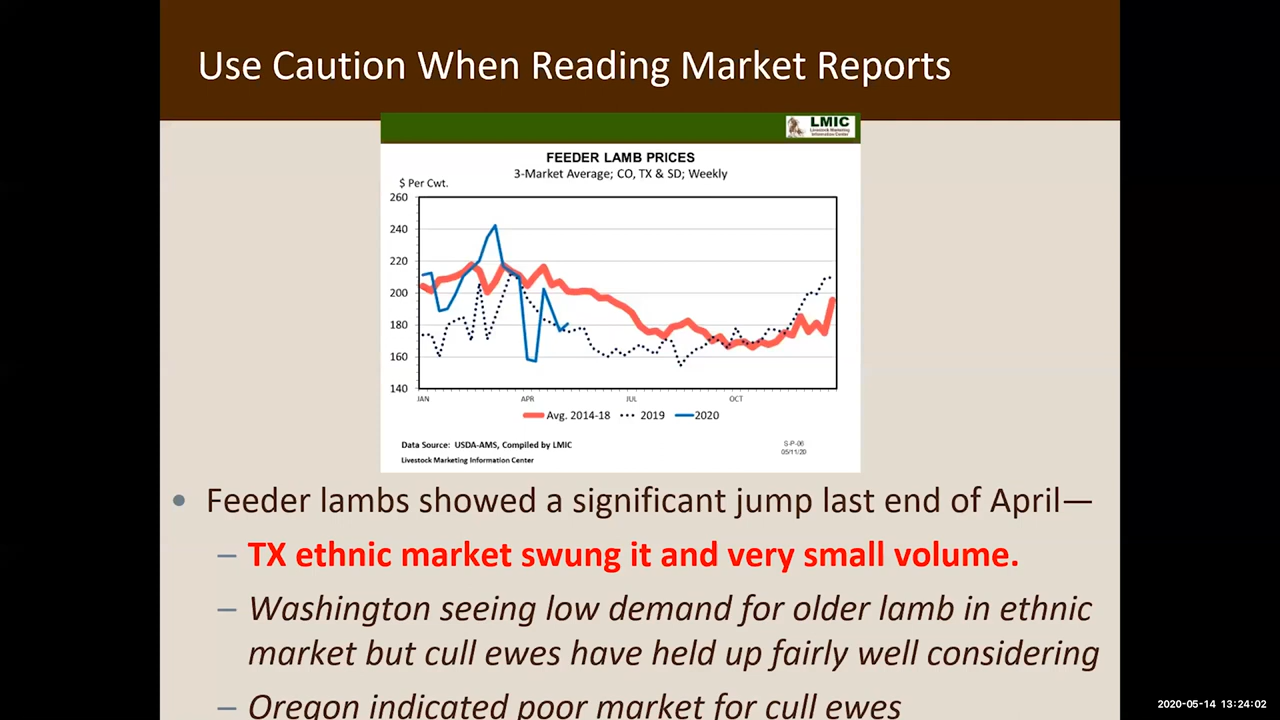 Use Caution When Reading Market Reports
LMIC
Livestock Marketing
Information Center
FEEDER LAMB PRICES
3-Market Average; CO, TX & SD; Weekly
$ Per Cwt.
260
240
220
200
180
160
140
JAN APR JUL OCT
Avg. 2014-18 2019 2020
Data Source: USDA-AMS, Compiled by LMIC
Livestock Marketing Information Center
S-P-06
05/11/20
• Feeder lambs showed a significant jump last end of April—
– TX ethnic market swung it and very small volume.
– Washington seeing low demand for older lamb in ethnic
market but cull ewes have held up fairly well considering
– Oregon indicated poor market for cull ewes
2020-05-14 13:24:02